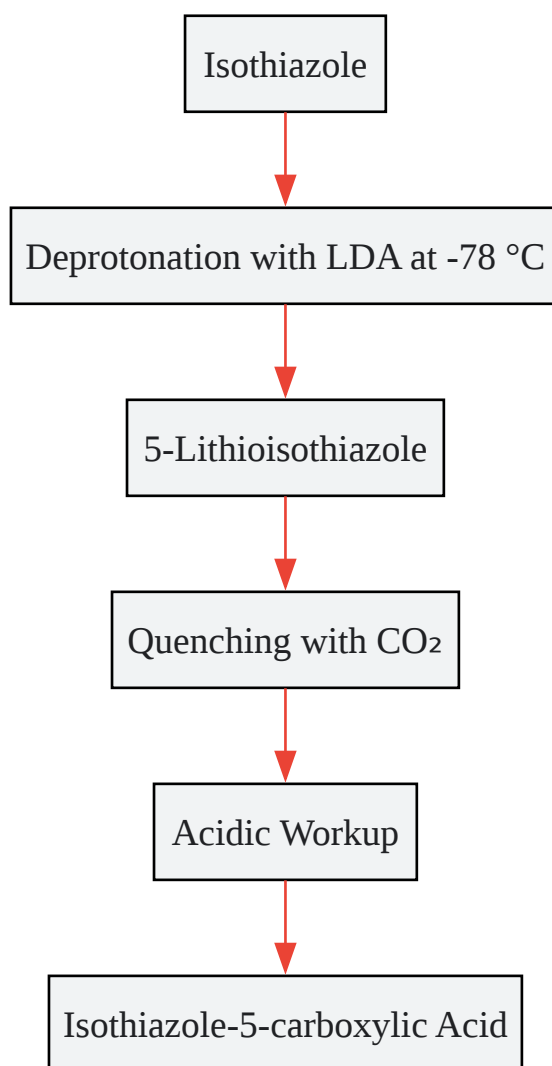 Isothiazole
Deprotonation with LDA at -78 °C
5-Lithioisothiazole
Quenching with CO₂
Acidic Workup
Isothiazole-5-carboxylic Acid